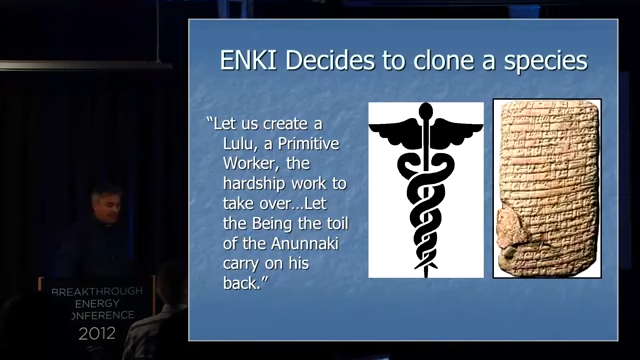 ENKI Decides to clone a species
“Let us create a
Lulu, a Primitive
Worker, the
hardship work to
take over…Let
the Being the toil
of the Anunnaki
carry on his
back.”
BREAKTHROUGH
ENERGY
CONFERENCE
2012